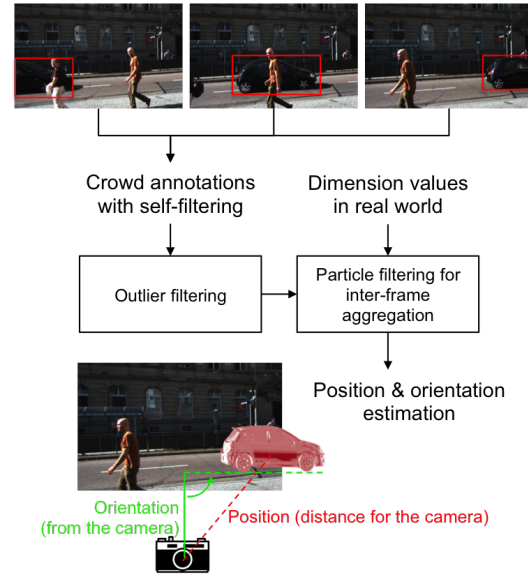 Crowd annotations
with self-filtering
Dimension values
in real world
Outlier filtering
Particle filtering for
inter-frame
aggregation
Position & orientation
estimation
Orientation
(from the camera)
Position (distance for the camera)